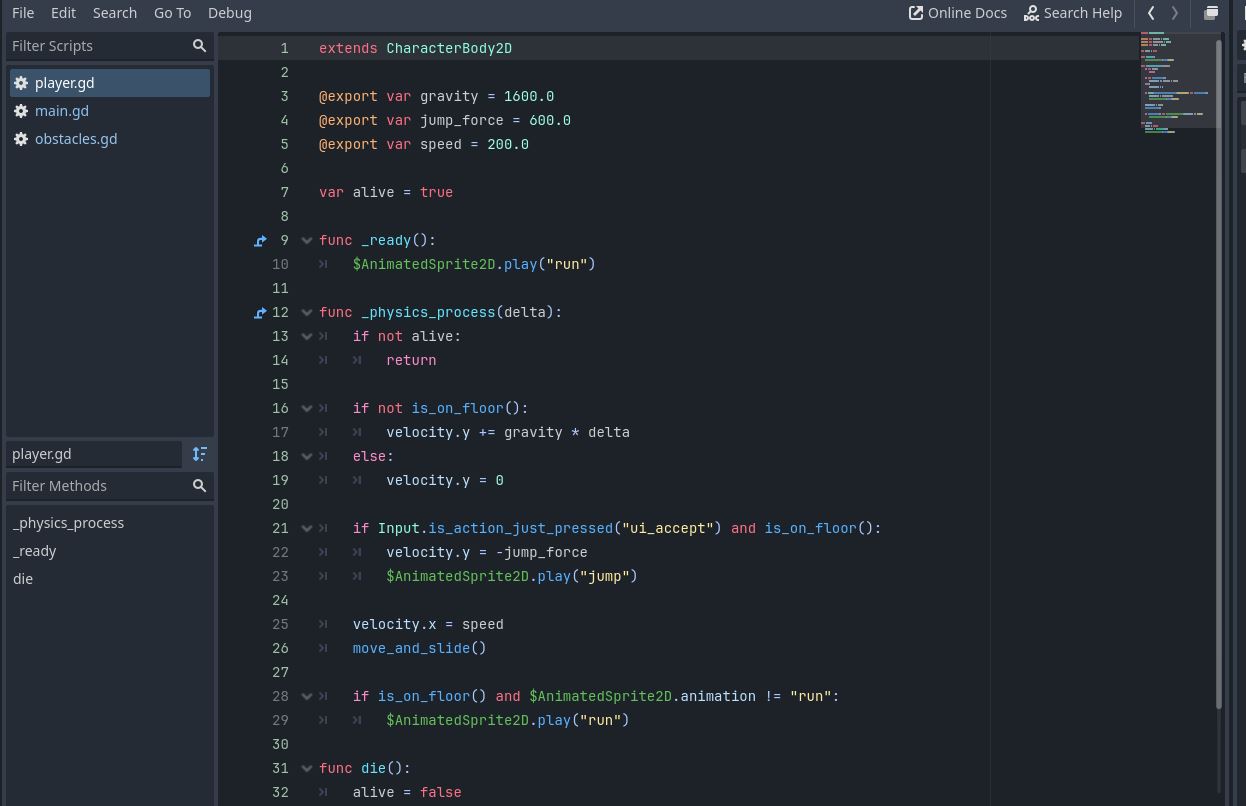 File Edit Search Go To Debug Online Docs Search Help
Filter Scripts
player.gd
main.gd
obstacles.gd
player.gd
Filter Methods
_physics_process
_ready
die
1 extends CharacterBody2D
2
3 @export var gravity = 1600.0
4 @export var jump_force = 600.0
5 @export var speed = 200.0
6
7 var alive = true
8
9 func _ready():
10 $AnimatedSprite2D.play("run")
11
12 func _physics_process(delta):
13 if not alive:
14 return
15
16 if not is_on_floor():
17 velocity.y += gravity * delta
18 else:
19 velocity.y = 0
20
21 if Input.is_action_just_pressed("ui_accept") and is_on_floor():
22 velocity.y = -jump_force
23 $AnimatedSprite2D.play("jump")
24
25 velocity.x = speed
26 move_and_slide()
27
28 if is_on_floor() and $AnimatedSprite2D.animation != "run":
29 $AnimatedSprite2D.play("run")
30
31 func die():
32 alive = false